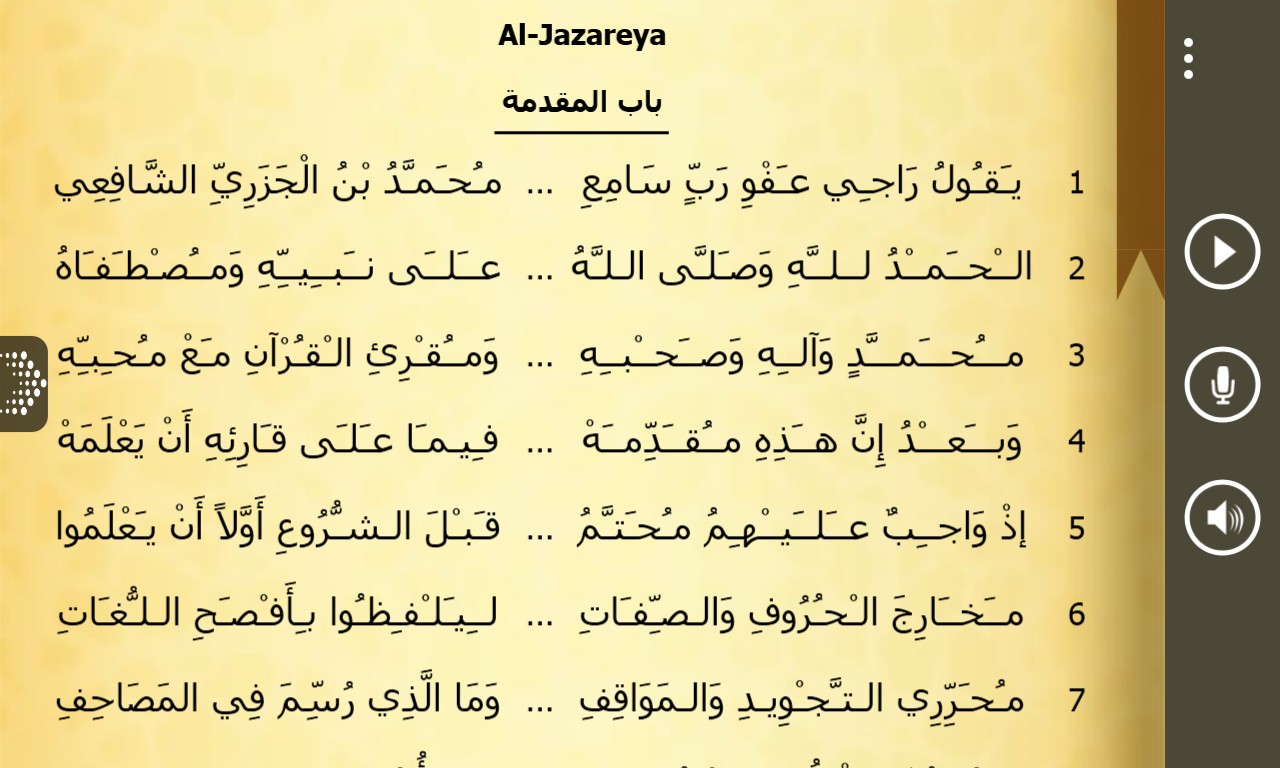 Al-Jazareya
باب المقدمة
1 يَقُولُ رَاجِي عَفْوِ رَبٍّ سَامِعِ ... مُحَمَّدُ بْنُ الْجَزَرِيِّ الشَّافِعِي
2 الْحَمْدُ للَّهِ وَصَلَّى اللَّهُ ... عَلَى نَبِيِّهِ وَمُصْطَفَاهُ
3 مُحَمَّدٍ وَآلِهِ وَصَحْبِهِ ... وَمُقْرِئِ الْقُرْآنِ مَعْ مُحِبِّهِ
4 وَبَعْدُ إِنَّ هَذِهِ مُقَدِّمَهْ ... فِيمَا عَلَى قَارِئِهِ أَنْ يَعْلَمَهْ
5 إذْ وَاجِبٌ عَلَيْهِمُ مُحَتَّمُ ... قَبْلَ الشُّرُوعِ أَوَّلاً أَنْ يَعْلَمُوا
6 مَخَارِجَ الْحُرُوفِ وَالصِّفَاتِ ... لِيَلْفِظُوا بِأَفْصَحِ اللُّغَاتِ
7 مُحَرِّرِي التَّجْوِيدِ وَالمَوَاقِفِ ... وَمَا الَّذِي رُسِّمَ فِي المَصَاحِفِ